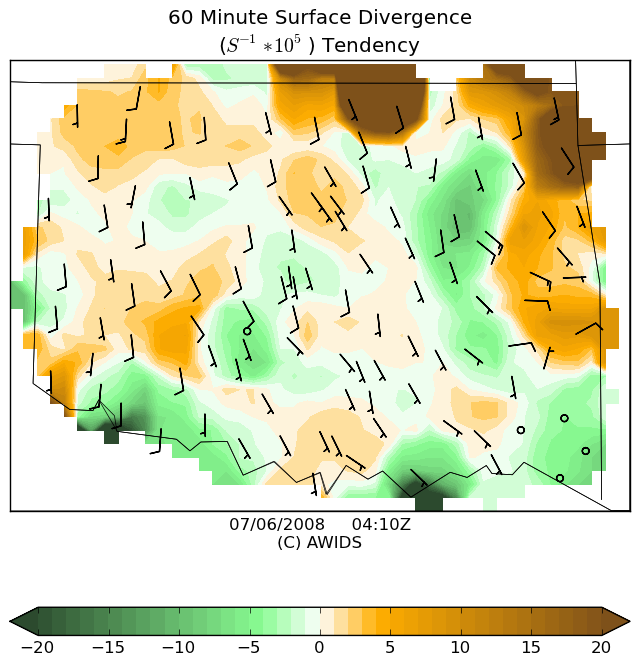 60 Minute Surface Divergence
(S⁻¹ *10⁵ ) Tendency
07/06/2008 04:10Z
(C) AWIDS
−20 −15 −10 −5 0 5 10 15 20